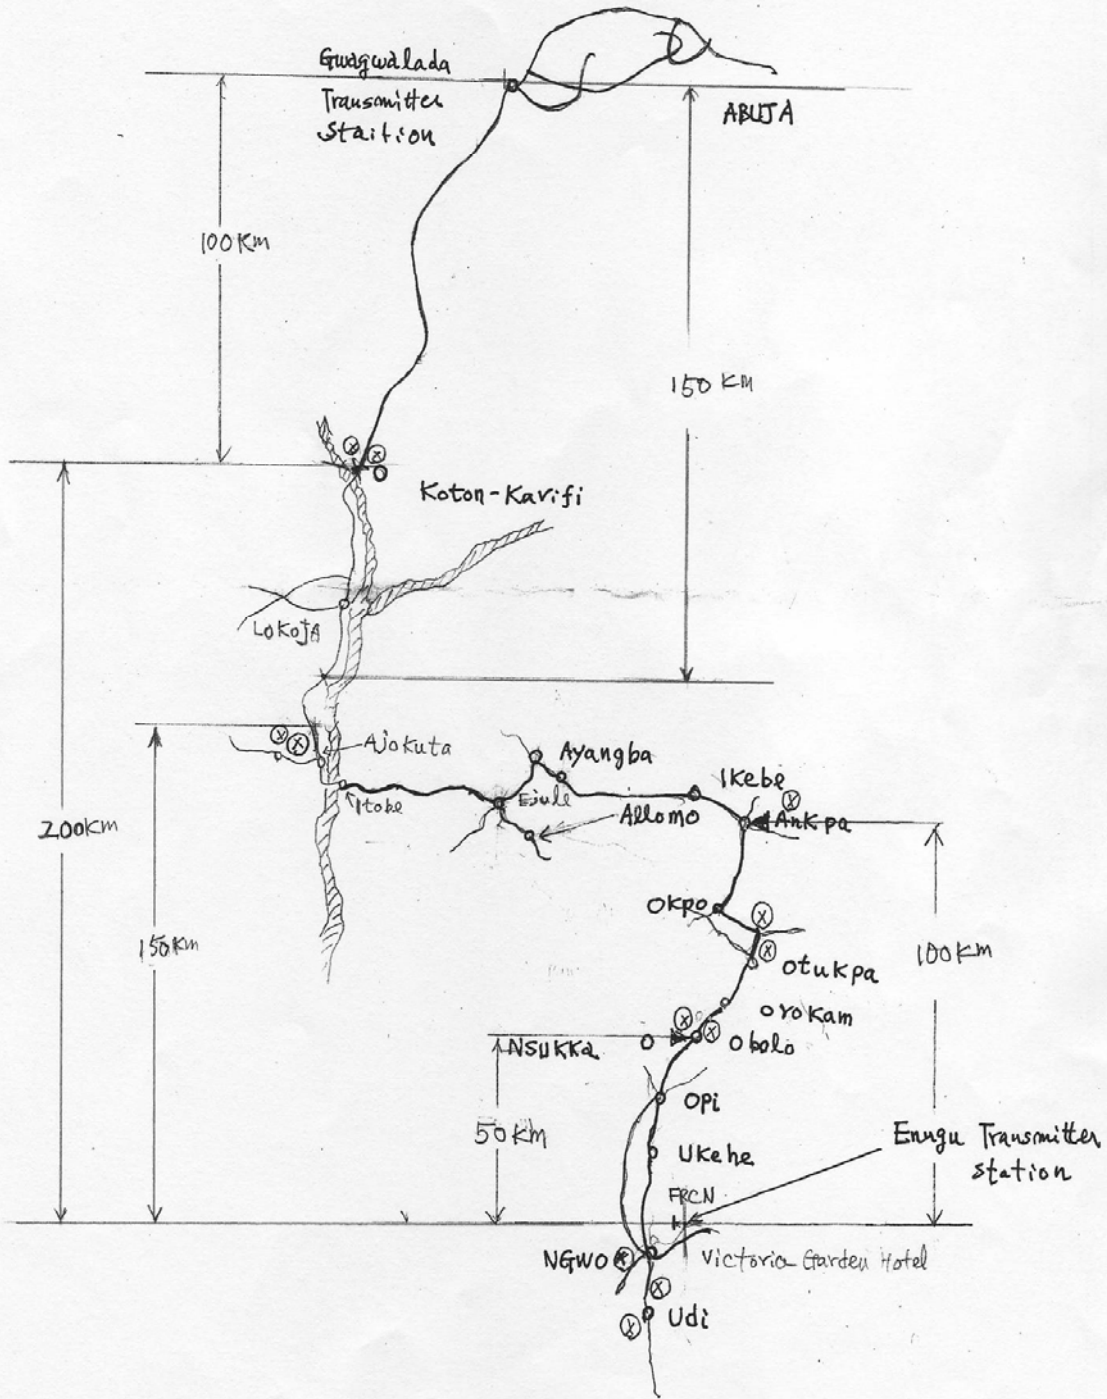 Gwagwalada
Transmitter
Staition
ABUJA
100Km
150 KM
Koton-Karifi
LOKOJA
Ajokuta
Itobe
Ejule
Ayangba
Ikebe
Allomo
Ankpa
200Km
150Km
Okpo
Otukpa
100Km
Orokam
Obolo
NSUKKA
Opi
50Km
Ukehe
Enugu Transmitter
Station
FRCN
NGWO
Victoria Garden Hotel
Udi